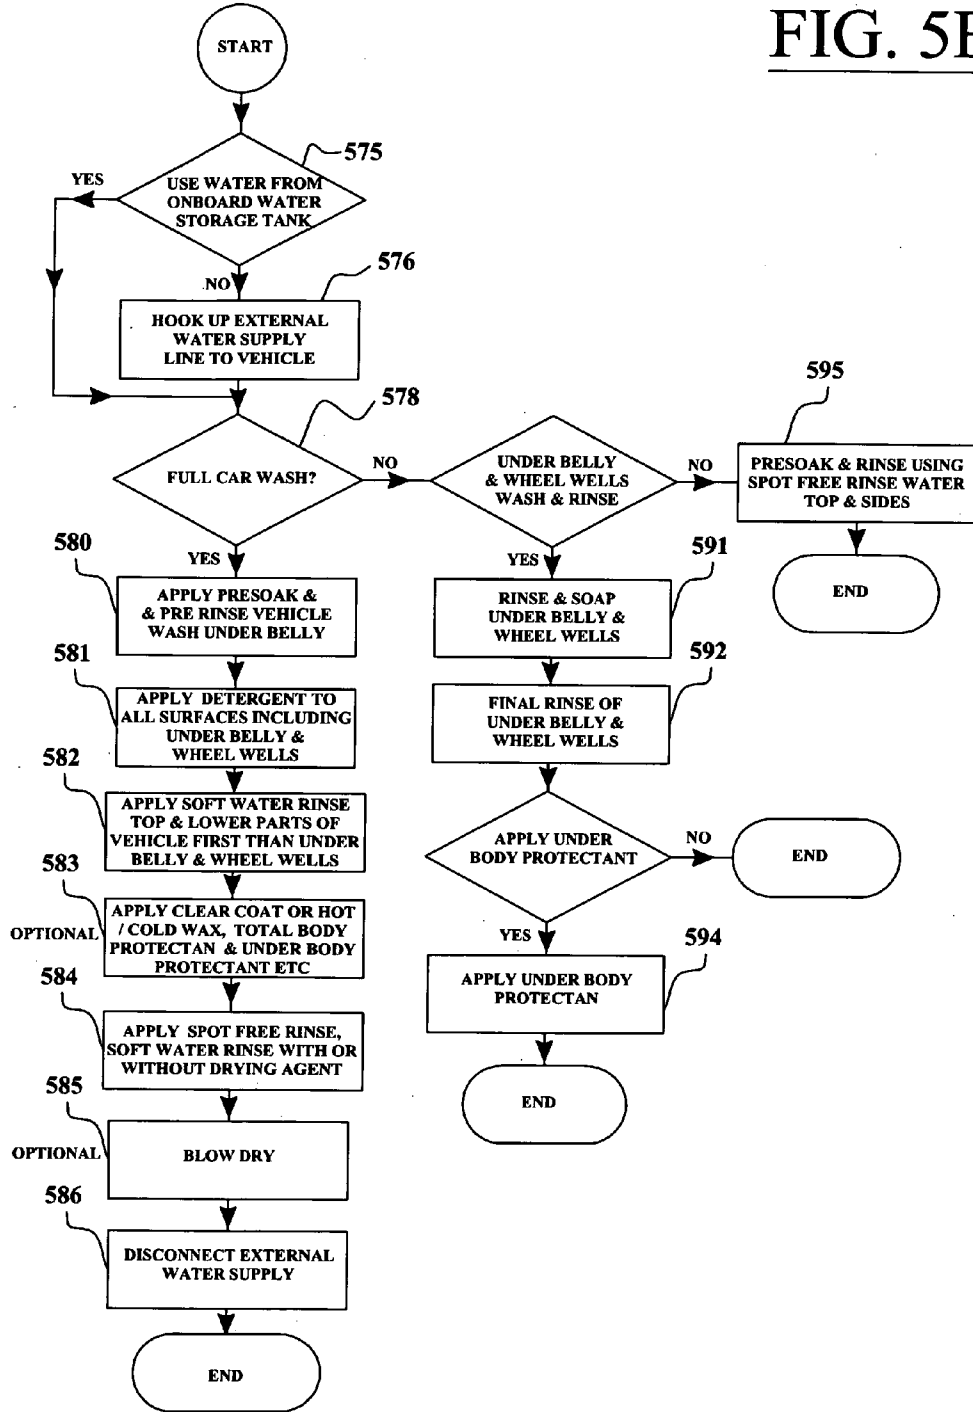 FIG. 5B
START
575
YES
USE WATER FROM
ONBOARD WATER
STORAGE TANK
576
NO
HOOK UP EXTERNAL
WATER SUPPLY
LINE TO VEHICLE
578
FULL CAR WASH?
NO
UNDER BELLY
& WHEEL WELLS
WASH & RINSE
NO
595
PRESOAK & RINSE USING
SPOT FREE RINSE WATER
TOP & SIDES
END
580
YES
APPLY PRESOAK &
& PRE RINSE VEHICLE
WASH UNDER BELLY
581
APPLY DETERGENT TO
ALL SURFACES INCLUDING
UNDER BELLY &
WHEEL WELLS
582
APPLY SOFT WATER RINSE
TOP & LOWER PARTS OF
VEHICLE FIRST THAN UNDER
BELLY & WHEEL WELLS
583
OPTIONAL
APPLY CLEAR COAT OR HOT
/ COLD WAX, TOTAL BODY
PROTECTAN & UNDER BODY
PROTECTANT ETC
584
APPLY SPOT FREE RINSE,
SOFT WATER RINSE WITH OR
WITHOUT DRYING AGENT
585
OPTIONAL
BLOW DRY
586
DISCONNECT EXTERNAL
WATER SUPPLY
END
YES
591
RINSE & SOAP
UNDER BELLY &
WHEEL WELLS
592
FINAL RINSE OF
UNDER BELLY &
WHEEL WELLS
APPLY UNDER
BODY PROTECTANT
NO
END
YES
594
APPLY UNDER BODY
PROTECTAN
END